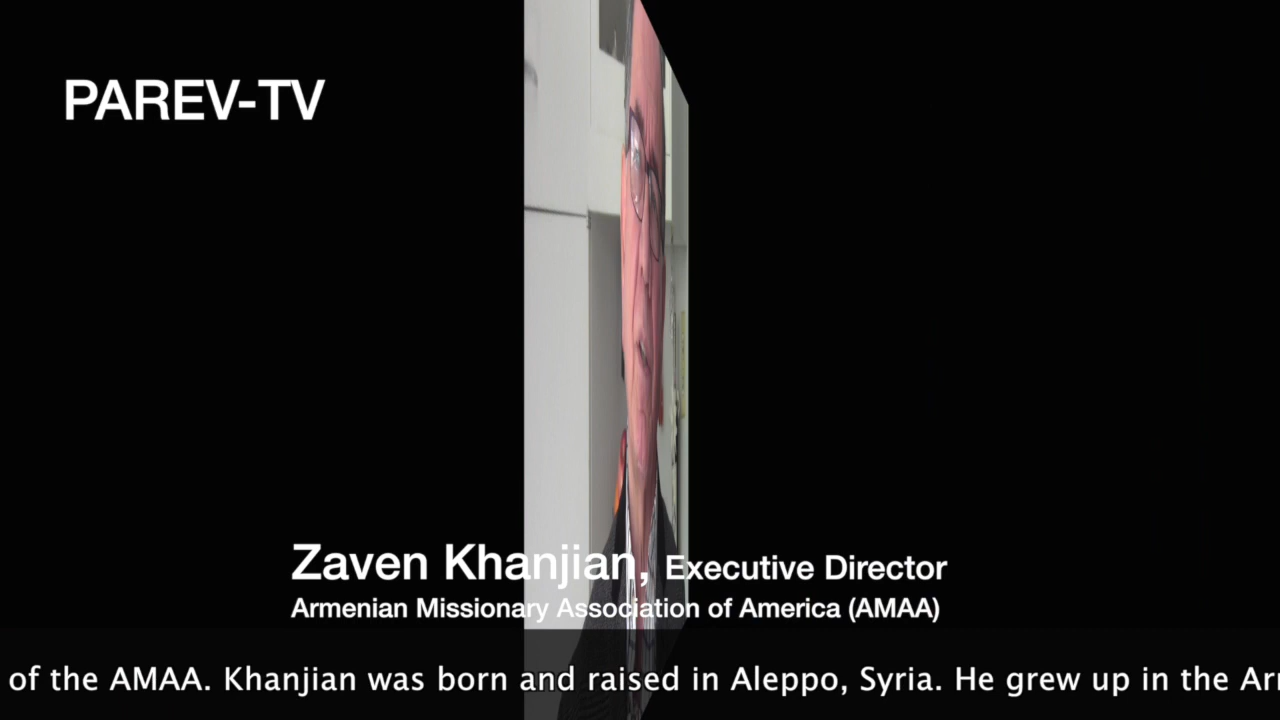 PAREV-TV
Zaven Khanjian, Executive Director
Armenian Missionary Association of America (AMAA)
of the AMAA. Khanjian was born and raised in Aleppo, Syria. He grew up in the